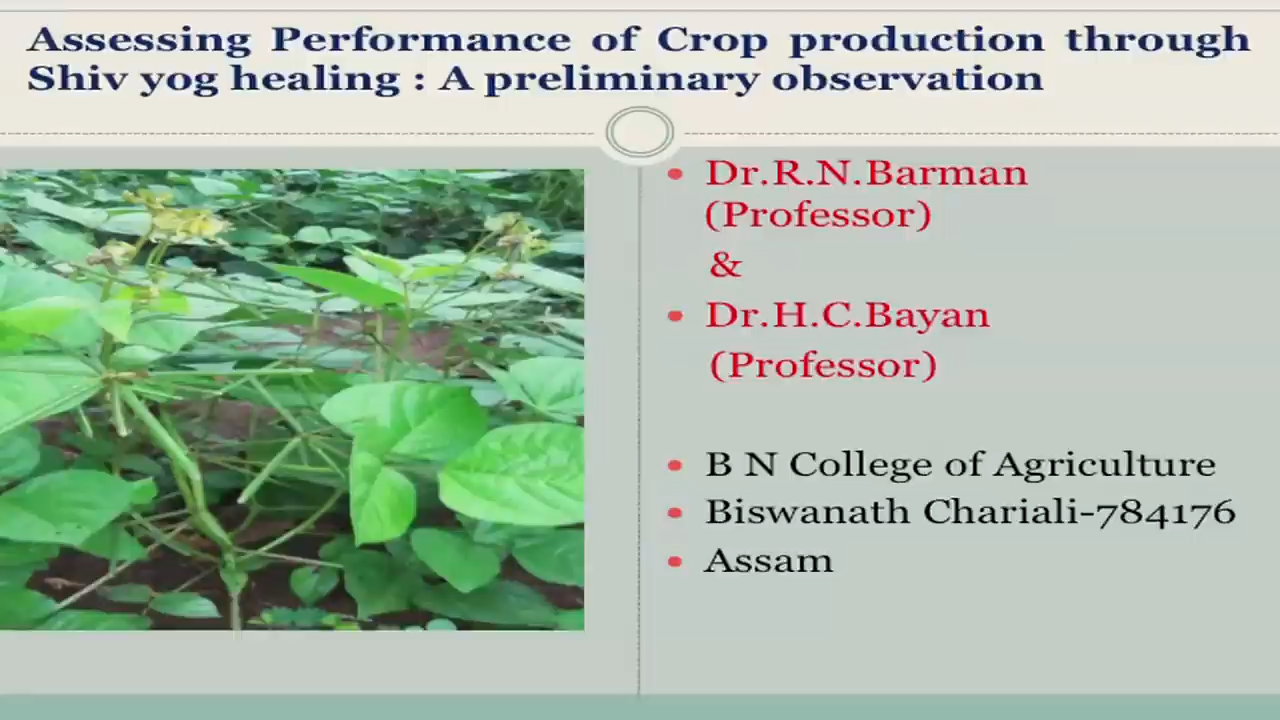 Assessing Performance of Crop production through
Shiv yog healing : A preliminary observation
Dr.R.N.Barman
(Professor)
&
Dr.H.C.Bayan
(Professor)
B N College of Agriculture
Biswanath Chariali-784176
Assam